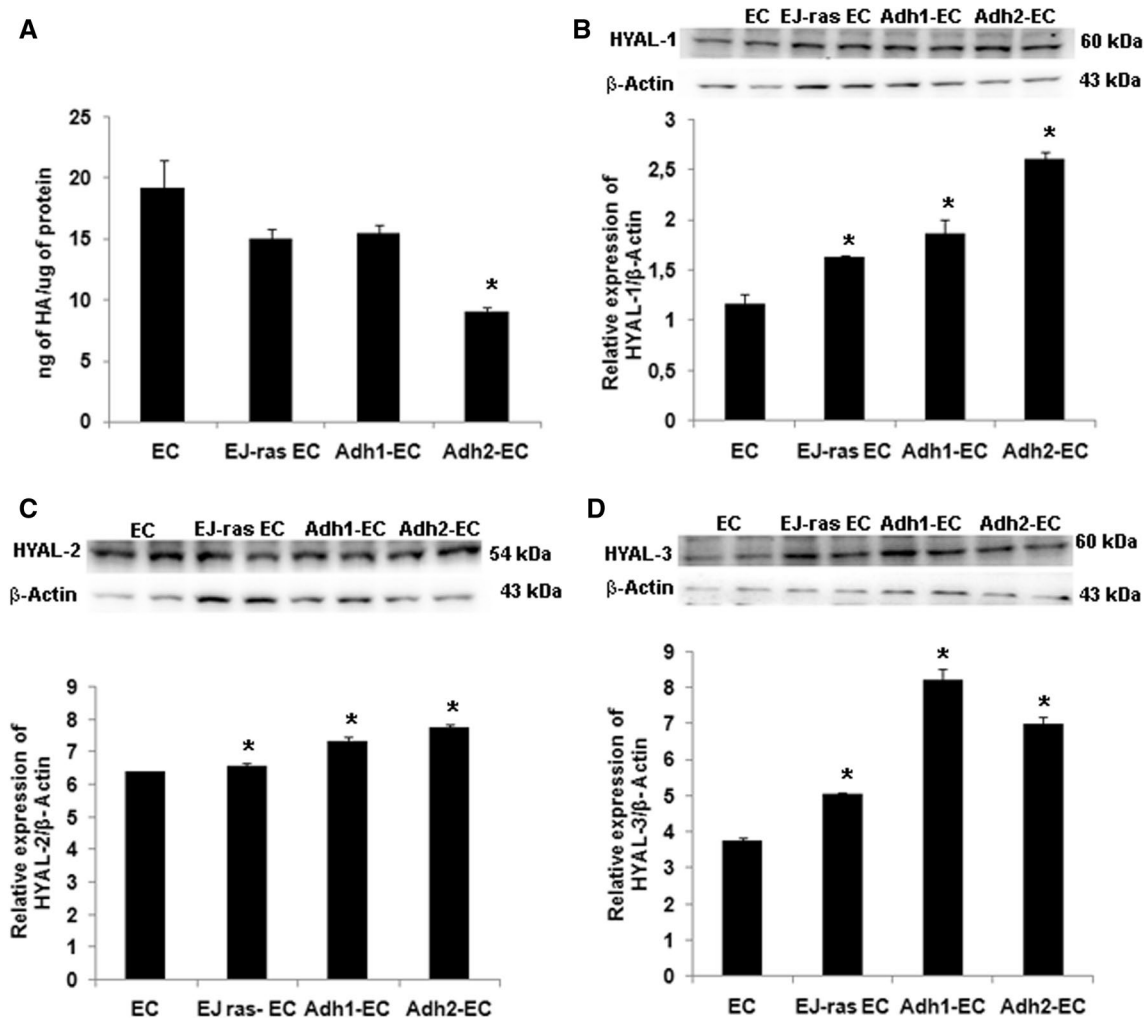 A
ng of HA/ug of protein
25
20
15
10
5
0
EC EJ-ras EC Adh1-EC Adh2-EC
*
B
EC EJ-ras EC Adh1-EC Adh2-EC
HYAL-1 60 kDa
β-Actin 43 kDa
Relative expression of
HYAL-1/β-Actin
3
2,5
2
1,5
1
0,5
0
* * *
EC EJ-ras EC Adh1-EC Adh2-EC
C
EC EJ-ras EC Adh1-EC Adh2-EC
HYAL-2 54 kDa
β-Actin 43 kDa
Relative expression of
HYAL-2/β- Actin
9
8
7
6
5
4
3
2
1
0
* * *
EC EJ ras- EC Adh1-EC Adh2-EC
D
EC EJ-ras EC Adh1-EC Adh2-EC
HYAL-3 60 kDa
β-Actin 43 kDa
Relative expression of
HYAL-3/β- Actin
9
8
7
6
5
4
3
2
1
0
* * *
EC EJ-ras EC Adh1-EC Adh2-EC